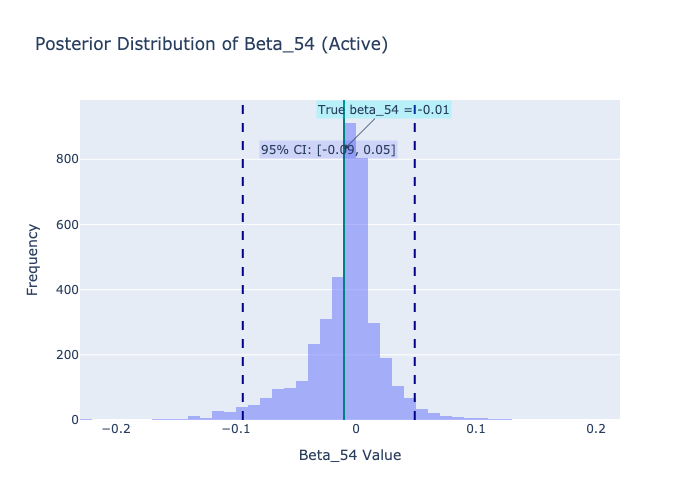 Posterior Distribution of Beta_54 (Active)
True beta_54 = -0.01
95% CI: [-0.09, 0.05]
800
600
400
200
0
Frequency
−0.2
−0.1
0
0.1
0.2
Beta_54 Value